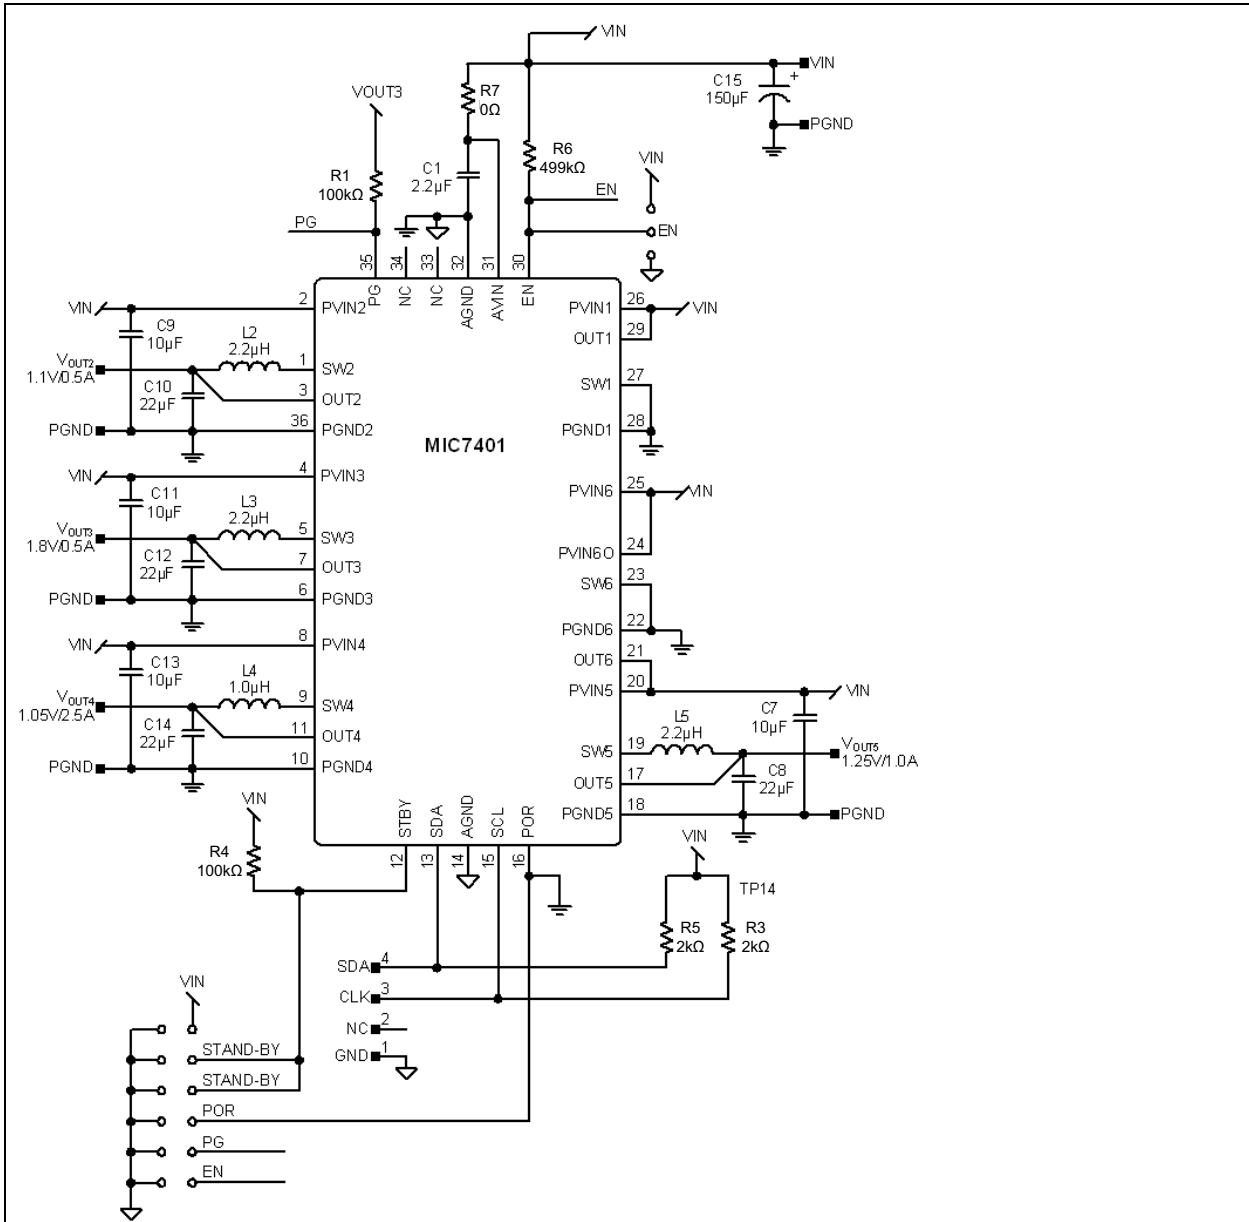 VIN
VIN
C15
150µF
PGND
R7
0Ω
VOUT3
R6
499kΩ
VIN
C1
2.2µF
R1
100kΩ
EN
PG
EN
35
34
33
32
31
30
PG
NC
NC
AGND
AVIN
EN
VIN
2
PVIN2
C9
10µF
L2
2.2µH
VOUT2
1.1V/0.5A
1
SW2
C10
22µF
3
OUT2
PGND
36
PGND2
MIC7401
PVIN1
26
VIN
OUT1
29
SW1
27
PGND1
28
VIN
4
PVIN3
C11
10µF
L3
2.2µH
VOUT3
1.8V/0.5A
5
SW3
C12
22µF
7
OUT3
PGND
6
PGND3
PVIN6
25
VIN
PVIN6O
24
SW6
23
PGND6
22
VIN
8
PVIN4
C13
10µF
L4
1.0µH
VOUT4
1.05V/2.5A
9
SW4
C14
22µF
11
OUT4
PGND
10
PGND4
OUT6
21
PVIN5
20
VIN
C7
10µF
L5
2.2µH
SW5
19
VOUT5
1.25V/1.0A
OUT5
17
C8
22µF
PGND5
18
PGND
STBY
SDA
AGND
SCL
POR
12
13
14
15
16
VIN
R4
100kΩ
VIN
TP14
R5
2kΩ
R3
2kΩ
SDA
4
CLK
3
NC
2
GND
1
VIN
STAND-BY
STAND-BY
POR
PG
EN
+